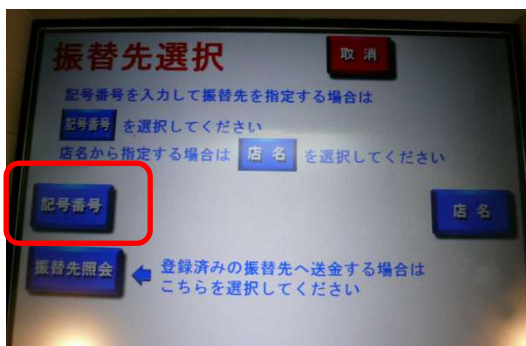 振替先選択
取消
記号番号を入力して振替先を指定する場合は
記号番号 を選択してください
店名から指定する場合は 店名 を選択してください
記号番号
店名
振替先照会
登録済みの振替先へ送金する場合は
こちらを選択してください